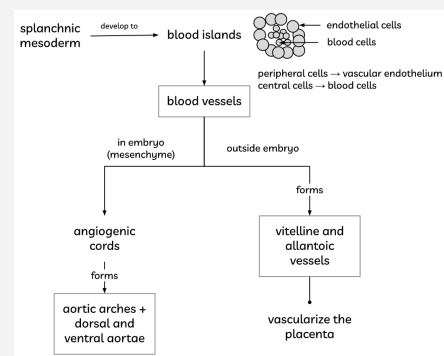 splanchnic
mesoderm
develop to
blood islands
endothelial cells
blood cells
peripheral cells → vascular endothelium
central cells → blood cells
blood vessels
in embryo
(mesenchyme)
outside embryo
forms
angiogenic
cords
vitelline and
allantoic
vessels
forms
aortic arches +
dorsal and
ventral aortae
vascularize the
placenta